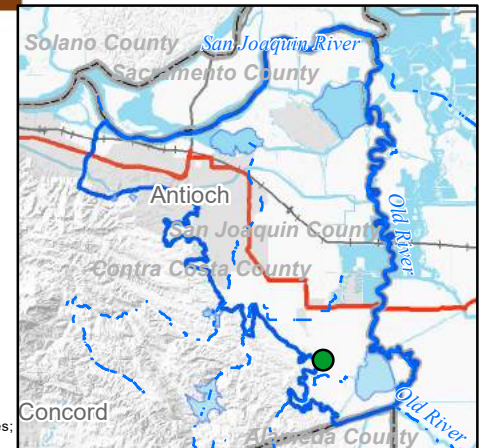 Solano County
San Joaquin River
Sacramento County
Antioch
San Joaquin County
Old River
Contra Costa County
Old River
Concord
Alameda County
es;